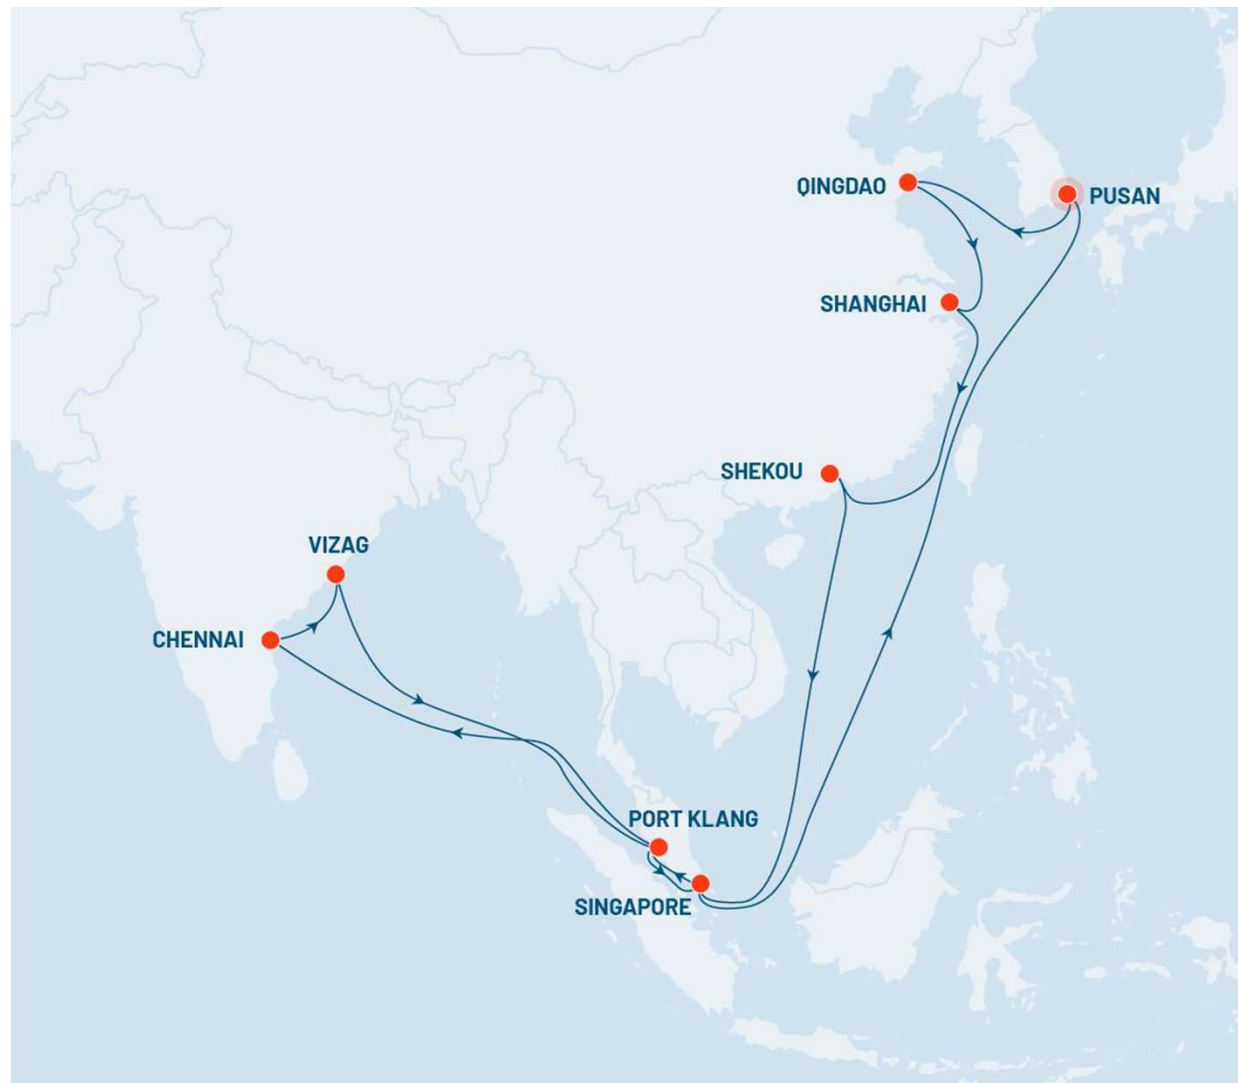 QINGDAO
PUSAN
SHANGHAI
SHEKOU
VIZAG
CHENNAI
PORT KLANG
SINGAPORE